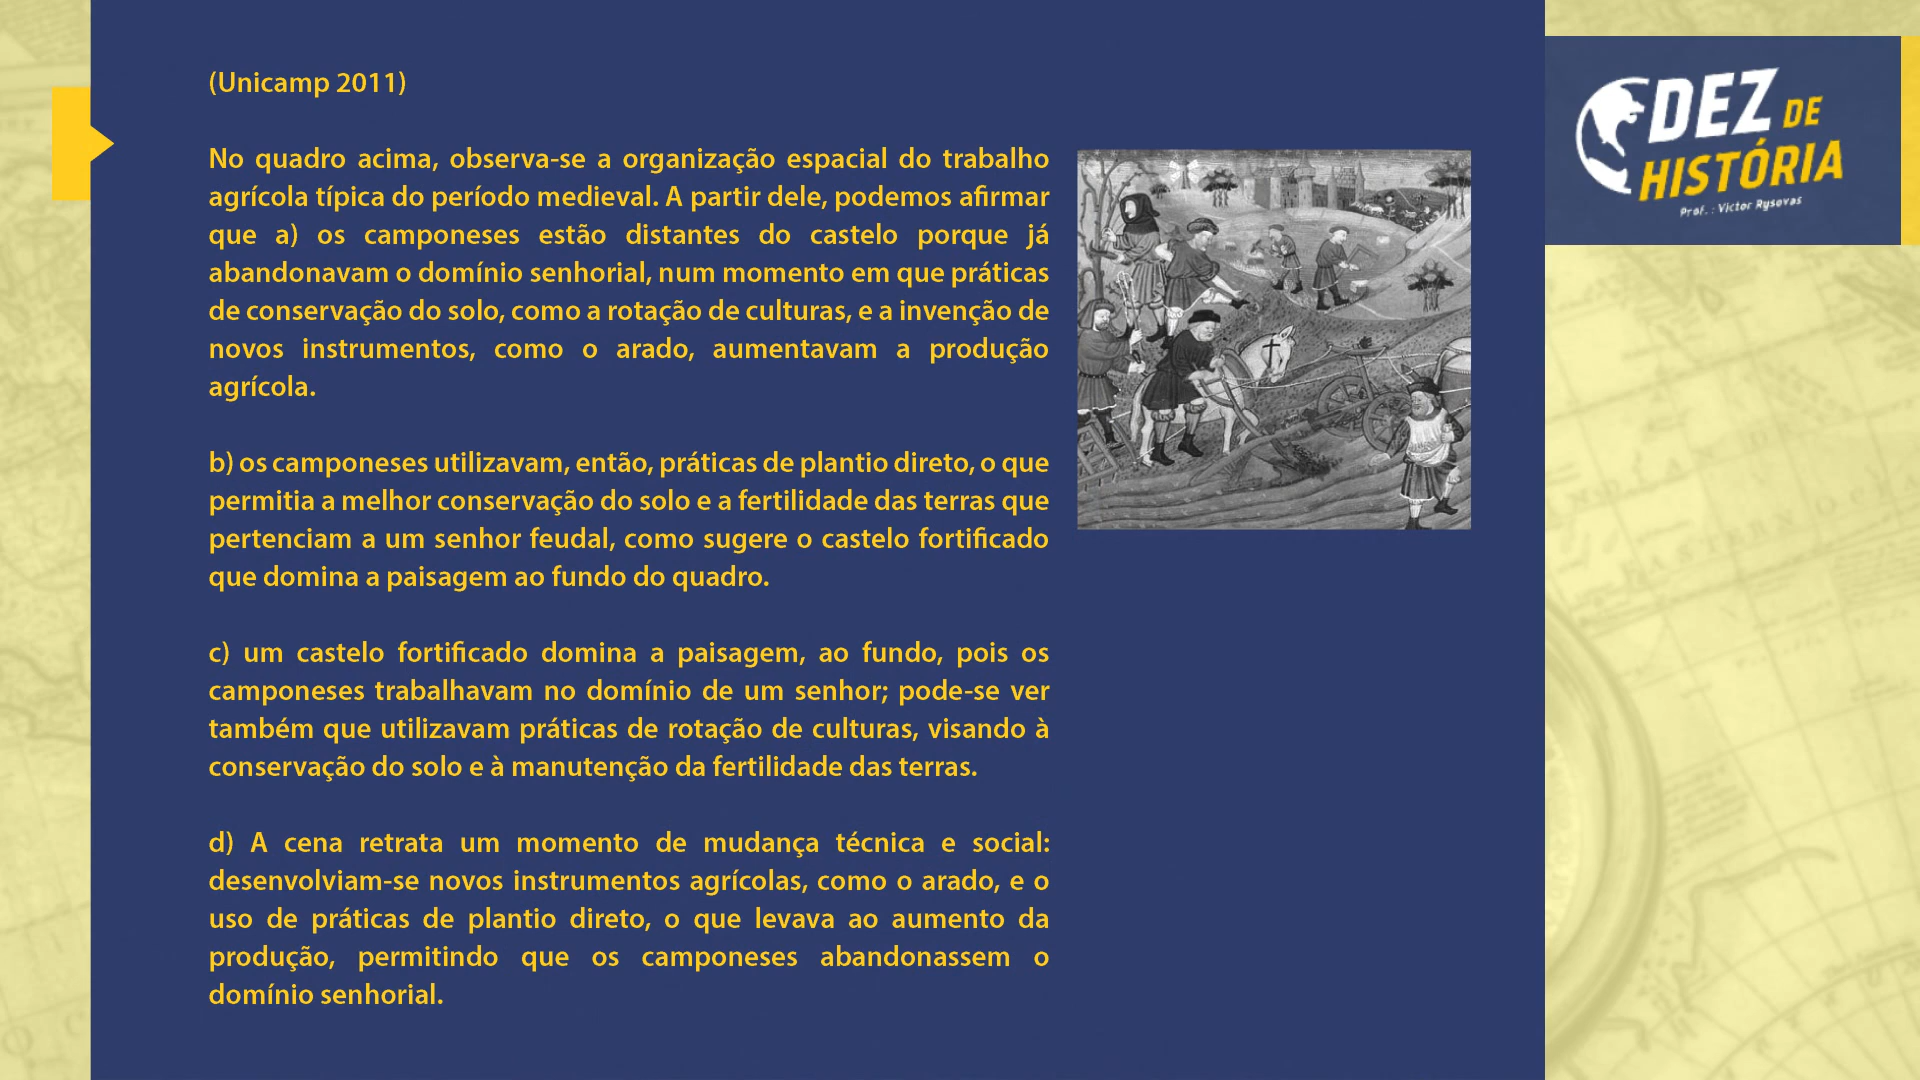 (Unicamp 2011)
No quadro acima, observa-se a organização espacial do trabalho
agrícola típica do período medieval. A partir dele, podemos afirmar
que a) os camponeses estão distantes do castelo porque já
abandonavam o domínio senhorial, num momento em que práticas
de conservação do solo, como a rotação de culturas, e a invenção de
novos instrumentos, como o arado, aumentavam a produção
agrícola.
b) os camponeses utilizavam, então, práticas de plantio direto, o que
permitia a melhor conservação do solo e a fertilidade das terras que
pertenciam a um senhor feudal, como sugere o castelo fortificado
que domina a paisagem ao fundo do quadro.
c) um castelo fortificado domina a paisagem, ao fundo, pois os
camponeses trabalhavam no domínio de um senhor; pode-se ver
também que utilizavam práticas de rotação de culturas, visando à
conservação do solo e à manutenção da fertilidade das terras.
d) A cena retrata um momento de mudança técnica e social:
desenvolviam-se novos instrumentos agrícolas, como o arado, e o
uso de práticas de plantio direto, o que levava ao aumento da
produção, permitindo que os camponeses abandonassem o
domínio senhorial.
DEZ DE
HISTÓRIA
Prof. : Victor Rysovas